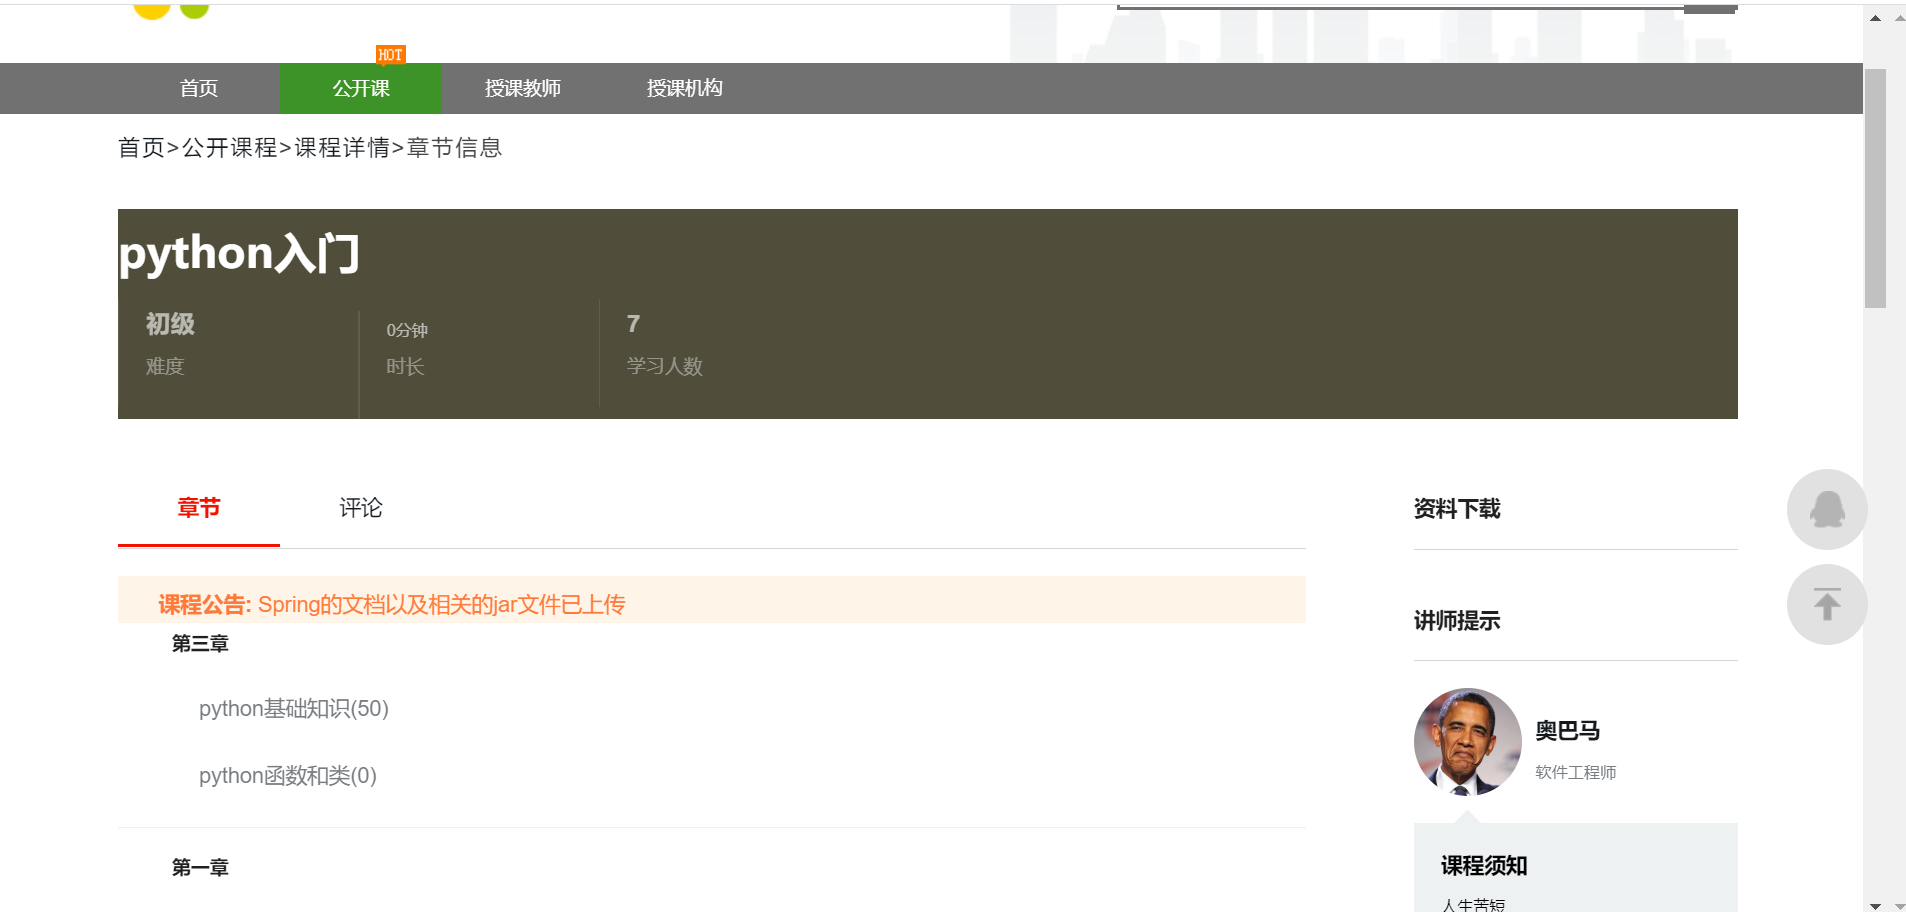 HOT
首页 公开课 授课教师 授课机构
首页>公开课程>课程详情>章节信息
python入门
初级 0分钟 7
难度 时长 学习人数
章节 评论
课程公告: Spring的文档以及相关的jar文件已上传
第三章
python基础知识(50)
python函数和类(0)
第一章
资料下载
讲师提示
奥巴马
软件工程师
课程须知
人生苦短